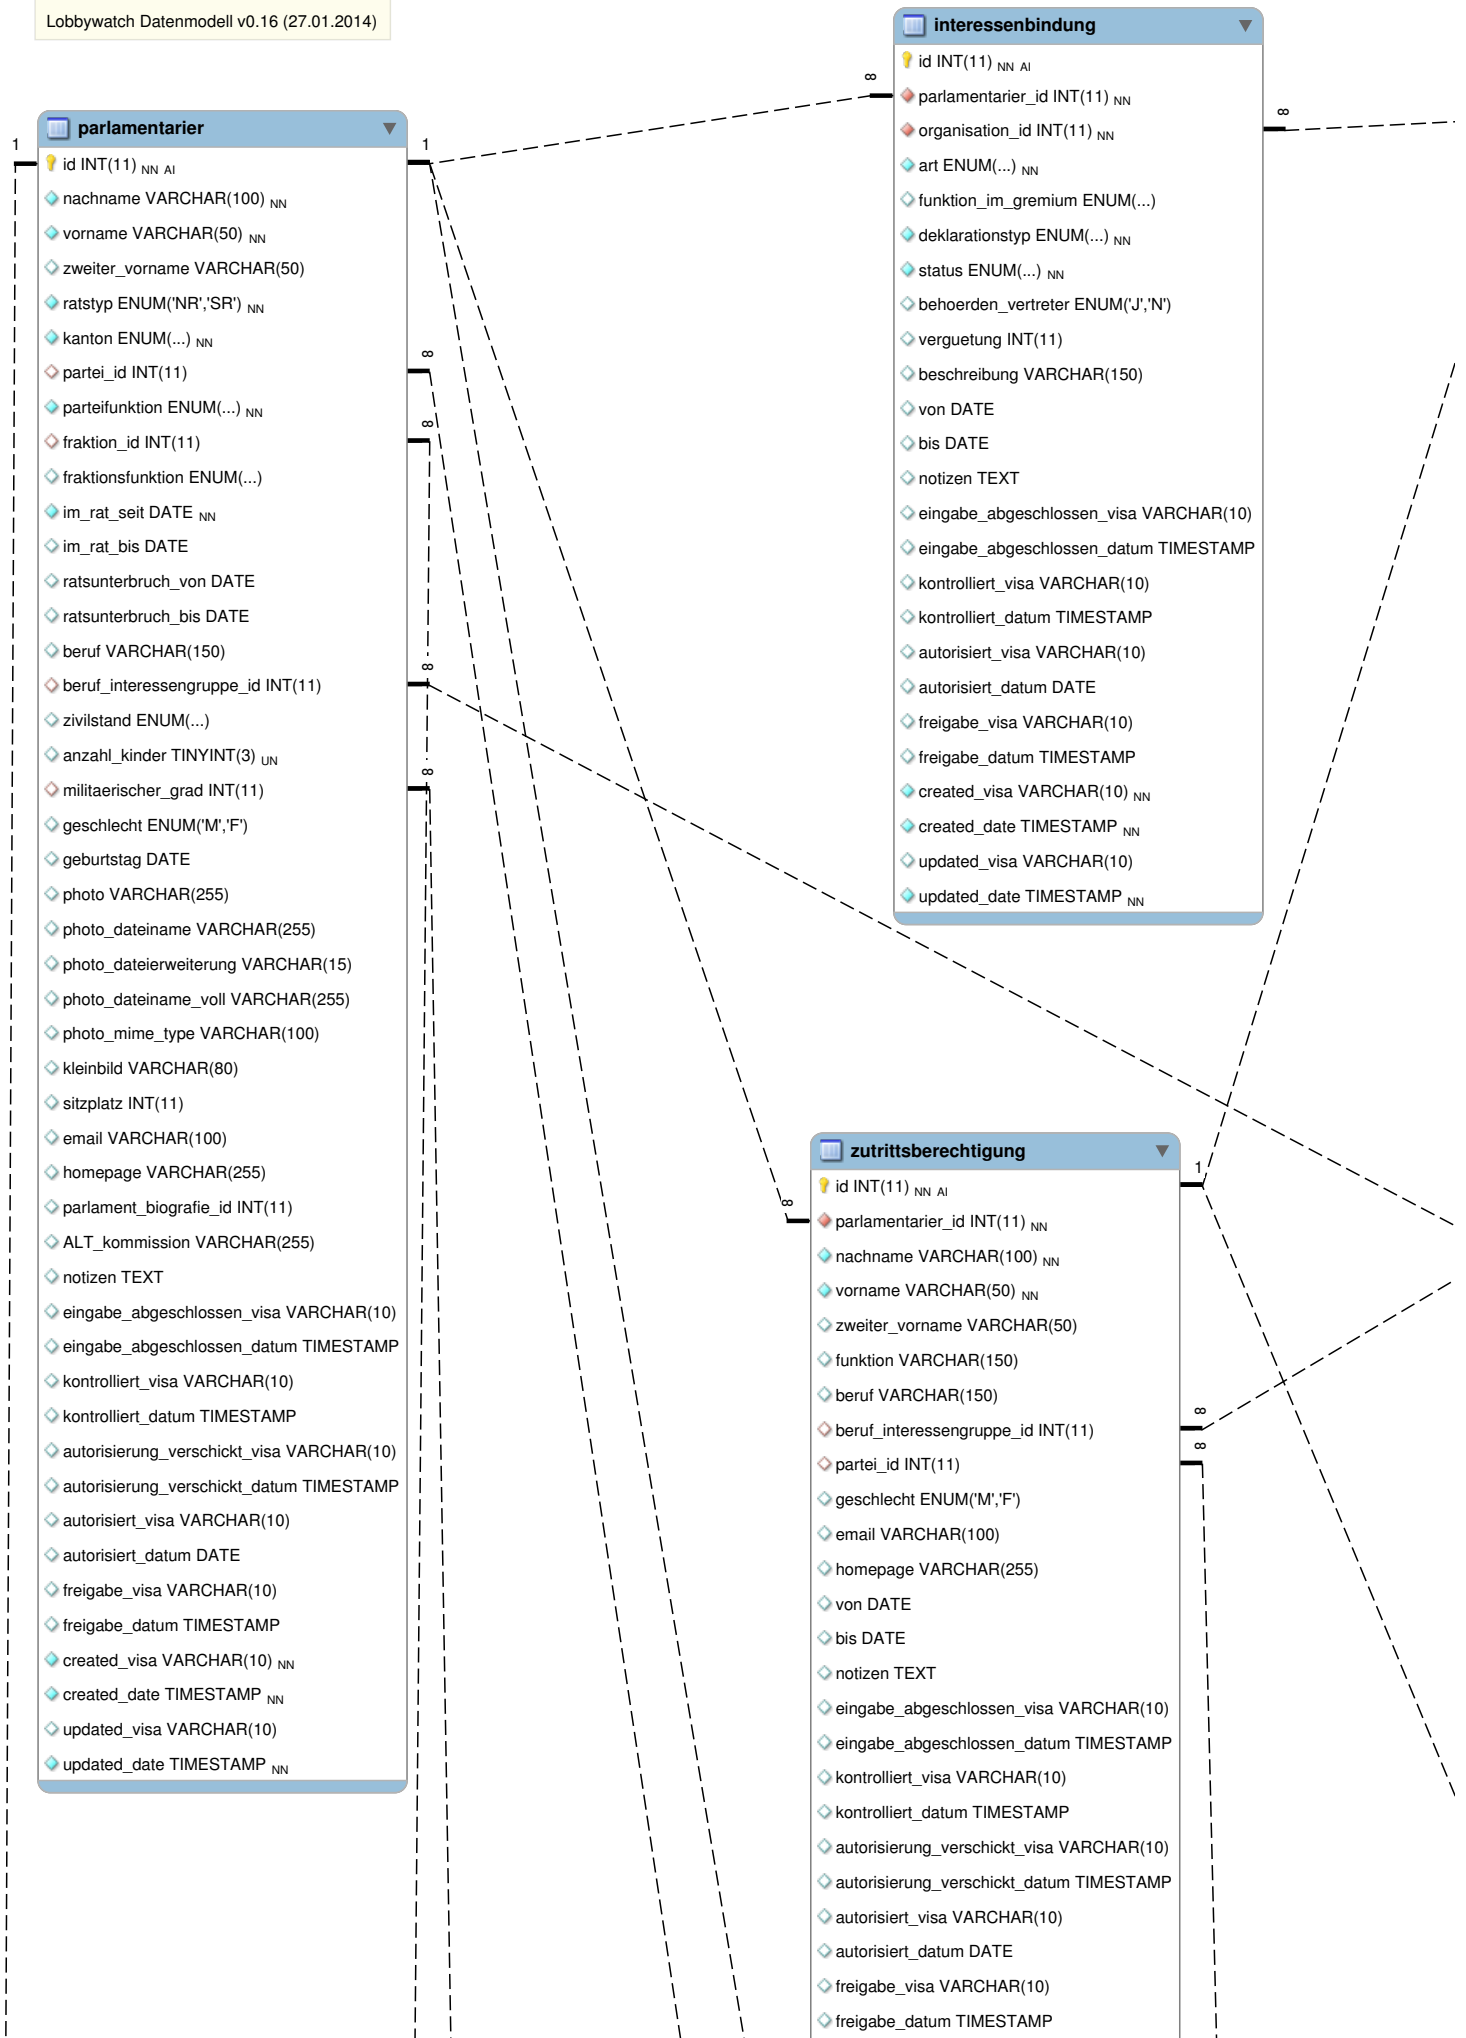 Lobbywatch Datenmodell v0.16 (27.01.2014)
parlamentarier
1
1
id INT(11) NN AI
nachname VARCHAR(100) NN
vorname VARCHAR(50) NN
zweiter_vorname VARCHAR(50)
ratstyp ENUM('NR','SR') NN
kanton ENUM(...) NN
∞
partei_id INT(11)
parteifunktion ENUM(...) NN
∞
fraktion_id INT(11)
fraktionsfunktion ENUM(...)
im_rat_seit DATE NN
im_rat_bis DATE
ratsunterbruch_von DATE
ratsunterbruch_bis DATE
beruf VARCHAR(150)
∞
beruf_interessengruppe_id INT(11)
zivilstand ENUM(...)
anzahl_kinder TINYINT(3) UN
∞
militaerischer_grad INT(11)
geschlecht ENUM('M','F')
geburtstag DATE
photo VARCHAR(255)
photo_dateiname VARCHAR(255)
photo_dateierweiterung VARCHAR(15)
photo_dateiname_voll VARCHAR(255)
photo_mime_type VARCHAR(100)
kleinbild VARCHAR(80)
sitzplatz INT(11)
email VARCHAR(100)
homepage VARCHAR(255)
parlament_biografie_id INT(11)
ALT_kommission VARCHAR(255)
notizen TEXT
eingabe_abgeschlossen_visa VARCHAR(10)
eingabe_abgeschlossen_datum TIMESTAMP
kontrolliert_visa VARCHAR(10)
kontrolliert_datum TIMESTAMP
autorisierung_verschickt_visa VARCHAR(10)
autorisierung_verschickt_datum TIMESTAMP
autorisiert_visa VARCHAR(10)
autorisiert_datum DATE
freigabe_visa VARCHAR(10)
freigabe_datum TIMESTAMP
created_visa VARCHAR(10) NN
created_date TIMESTAMP NN
updated_visa VARCHAR(10)
updated_date TIMESTAMP NN
interessenbindung
id INT(11) NN AI
∞
parlamentarier_id INT(11) NN
∞
organisation_id INT(11) NN
art ENUM(...) NN
funktion_im_gremium ENUM(...)
deklarationstyp ENUM(...) NN
status ENUM(...) NN
behoerden_vertreter ENUM('J','N')
verguetung INT(11)
beschreibung VARCHAR(150)
von DATE
bis DATE
notizen TEXT
eingabe_abgeschlossen_visa VARCHAR(10)
eingabe_abgeschlossen_datum TIMESTAMP
kontrolliert_visa VARCHAR(10)
kontrolliert_datum TIMESTAMP
autorisiert_visa VARCHAR(10)
autorisiert_datum DATE
freigabe_visa VARCHAR(10)
freigabe_datum TIMESTAMP
created_visa VARCHAR(10) NN
created_date TIMESTAMP NN
updated_visa VARCHAR(10)
updated_date TIMESTAMP NN
zutrittsberechtigung
1
id INT(11) NN AI
∞
parlamentarier_id INT(11) NN
nachname VARCHAR(100) NN
vorname VARCHAR(50) NN
zweiter_vorname VARCHAR(50)
funktion VARCHAR(150)
beruf VARCHAR(150)
∞
beruf_interessengruppe_id INT(11)
∞
partei_id INT(11)
geschlecht ENUM('M','F')
email VARCHAR(100)
homepage VARCHAR(255)
von DATE
bis DATE
notizen TEXT
eingabe_abgeschlossen_visa VARCHAR(10)
eingabe_abgeschlossen_datum TIMESTAMP
kontrolliert_visa VARCHAR(10)
kontrolliert_datum TIMESTAMP
autorisierung_verschickt_visa VARCHAR(10)
autorisierung_verschickt_datum TIMESTAMP
autorisiert_visa VARCHAR(10)
autorisiert_datum DATE
freigabe_visa VARCHAR(10)
freigabe_datum TIMESTAMP